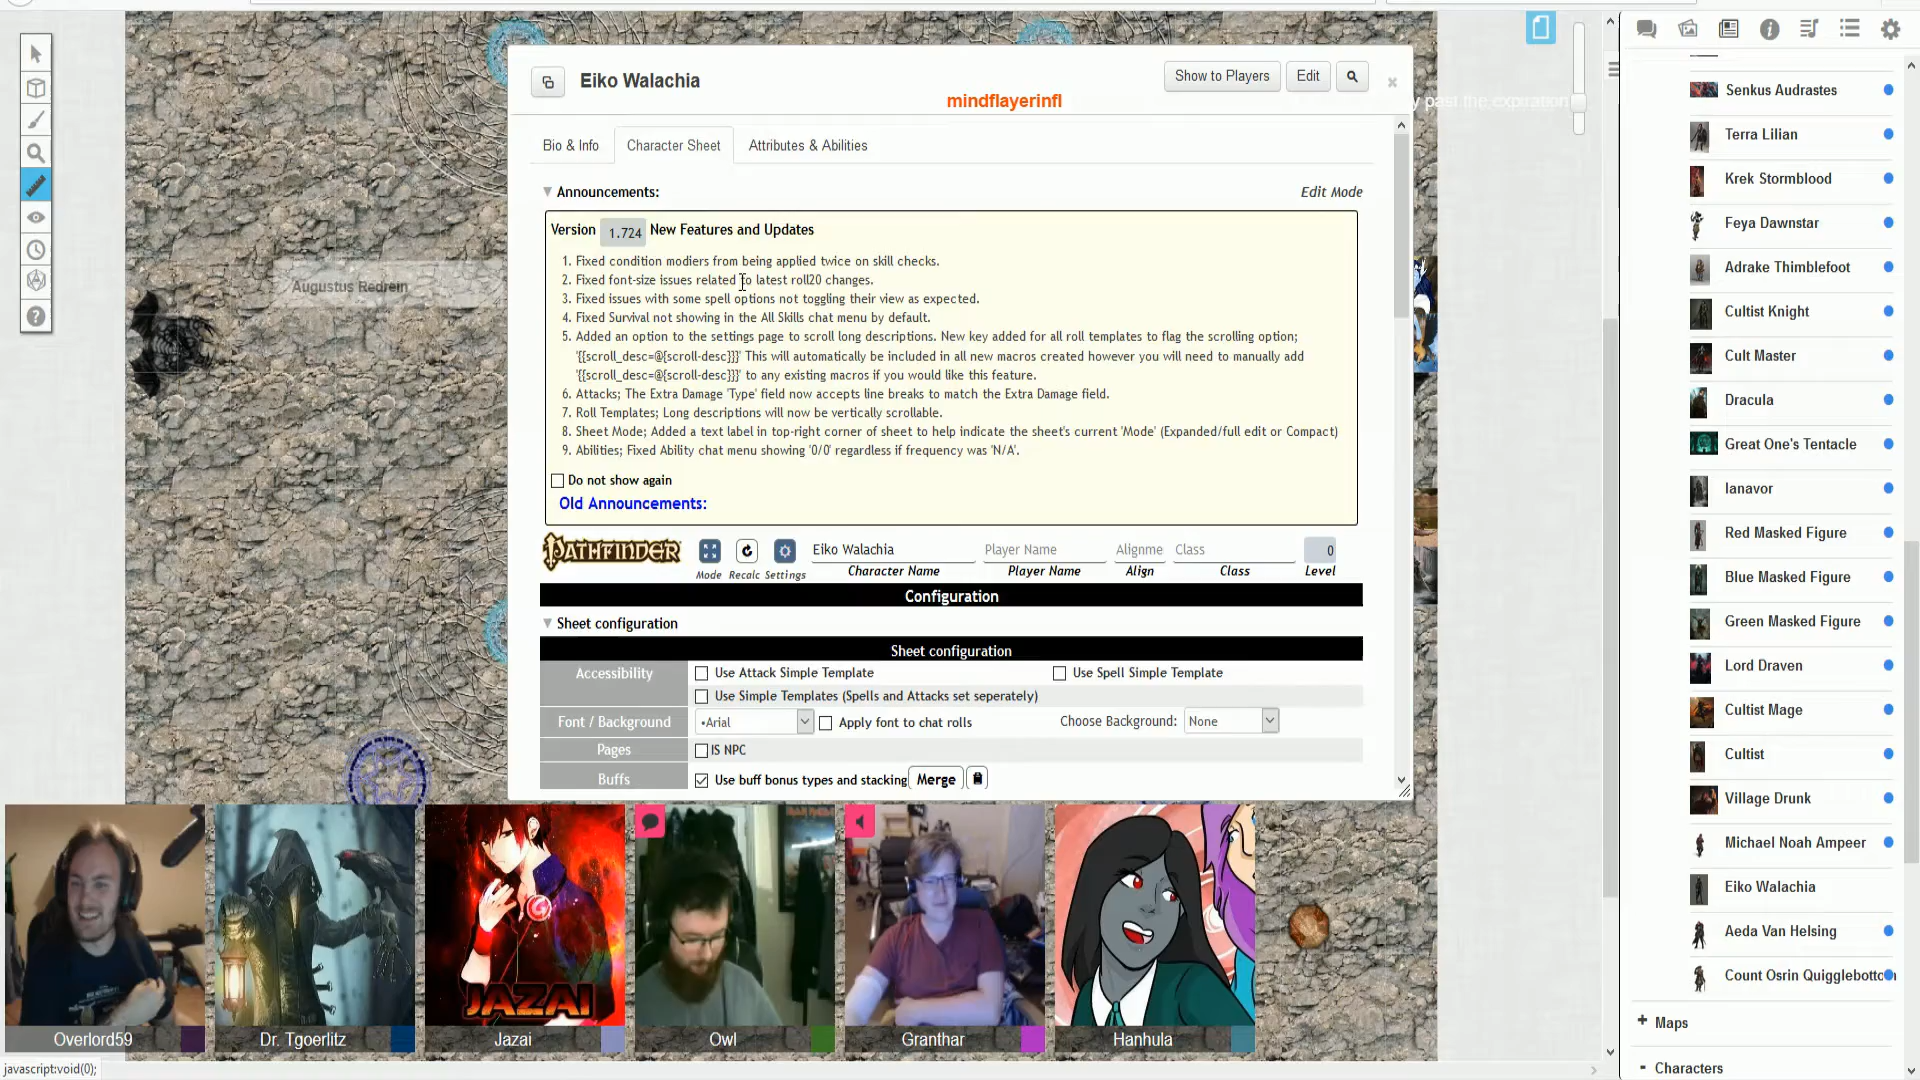 Eiko Walachia
Show to Players
Edit
mindflayerinfl
y past the expiration
Bio & Info
Character Sheet
Attributes & Abilities
Announcements:
Edit Mode
Version 1.724 New Features and Updates
1. Fixed condition modiers from being applied twice on skill checks.
2. Fixed font-size issues related to latest roll20 changes.
3. Fixed issues with some spell options not toggling their view as expected.
4. Fixed Survival not showing in the All Skills chat menu by default.
5. Added an option to the settings page to scroll long descriptions. New key added for all roll templates to flag the scrolling option;
'{{scroll_desc=@{scroll-desc}}}' This will automatically be included in all new macros created however you will need to manually add
'{{scroll_desc=@{scroll-desc}}}' to any existing macros if you would like this feature.
6. Attacks; The Extra Damage 'Type' field now accepts line breaks to match the Extra Damage field.
7. Roll Templates; Long descriptions will now be vertically scrollable.
8. Sheet Mode; Added a text label in top-right corner of sheet to help indicate the sheet's current 'Mode' (Expanded/full edit or Compact)
9. Abilities; Fixed Ability chat menu showing '0/0' regardless if frequency was 'N/A'.
Do not show again
Old Announcements:
PATHFINDER
Mode Recalc Settings
Eiko Walachia
Character Name
Player Name
Player Name
Alignme
Align
Class
Class
0
Level
Configuration
Sheet configuration
Sheet configuration
Accessibility
Use Attack Simple Template
Use Spell Simple Template
Use Simple Templates (Spells and Attacks set seperately)
Font / Background
•Arial
Apply font to chat rolls
Choose Background:
None
Pages
IS NPC
Buffs
Use buff bonus types and stacking
Merge
Augustus Redrein
Senkus Audrastes
Terra Lilian
Krek Stormblood
Feya Dawnstar
Adrake Thimblefoot
Cultist Knight
Cult Master
Dracula
Great One's Tentacle
Ianavor
Red Masked Figure
Blue Masked Figure
Green Masked Figure
Lord Draven
Cultist Mage
Cultist
Village Drunk
Michael Noah Ampeer
Eiko Walachia
Aeda Van Helsing
Count Osrin Quigglebotto
+ Maps
- Characters
JAZAI
Overlord59
Dr. Tgoerlitz
Jazai
Owl
Granthar
Hanhula
javascript:void(0);